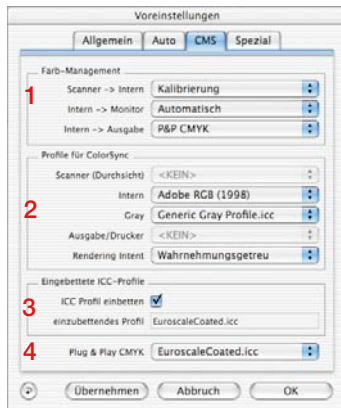 Voreinstellungen
Allgemein Auto CMS Spezial
Farb-Management
1
Scanner -> Intern Kalibrierung
Intern -> Monitor Automatisch
Intern -> Ausgabe P&P CMYK
Profile für ColorSync
Scanner (Durchsicht) <KEIN>
2
Intern Adobe RGB (1998)
Gray Generic Gray Profile.icc
Ausgabe/Drucker <KEIN>
Rendering Intent Wahrnehmungsgetreu
Eingebettete ICC-Profile
3
ICC Profil einbetten
einzubettendes Profil EuroscaleCoated.icc
4 Plug & Play CMYK EuroscaleCoated.icc
Übernehmen Abbruch OK